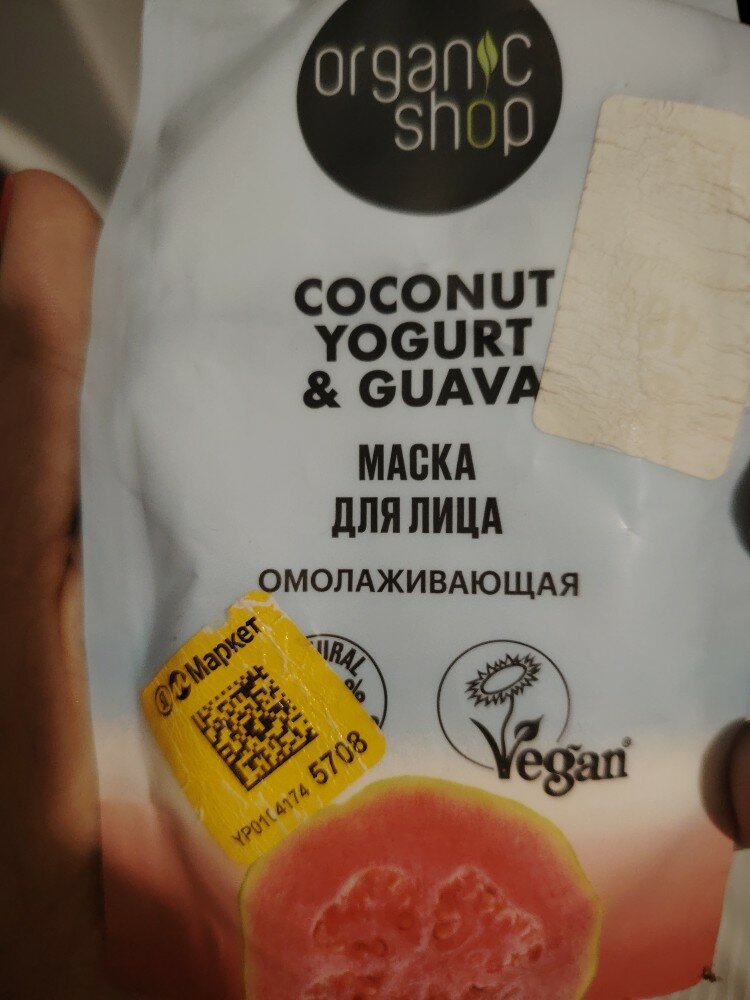 organic
shop
COCONUT
YOGURT
& GUAVA
МАСКА
ДЛЯ ЛИЦА
ОМОЛАЖИВАЮЩАЯ
Маркет
5708
Vegan